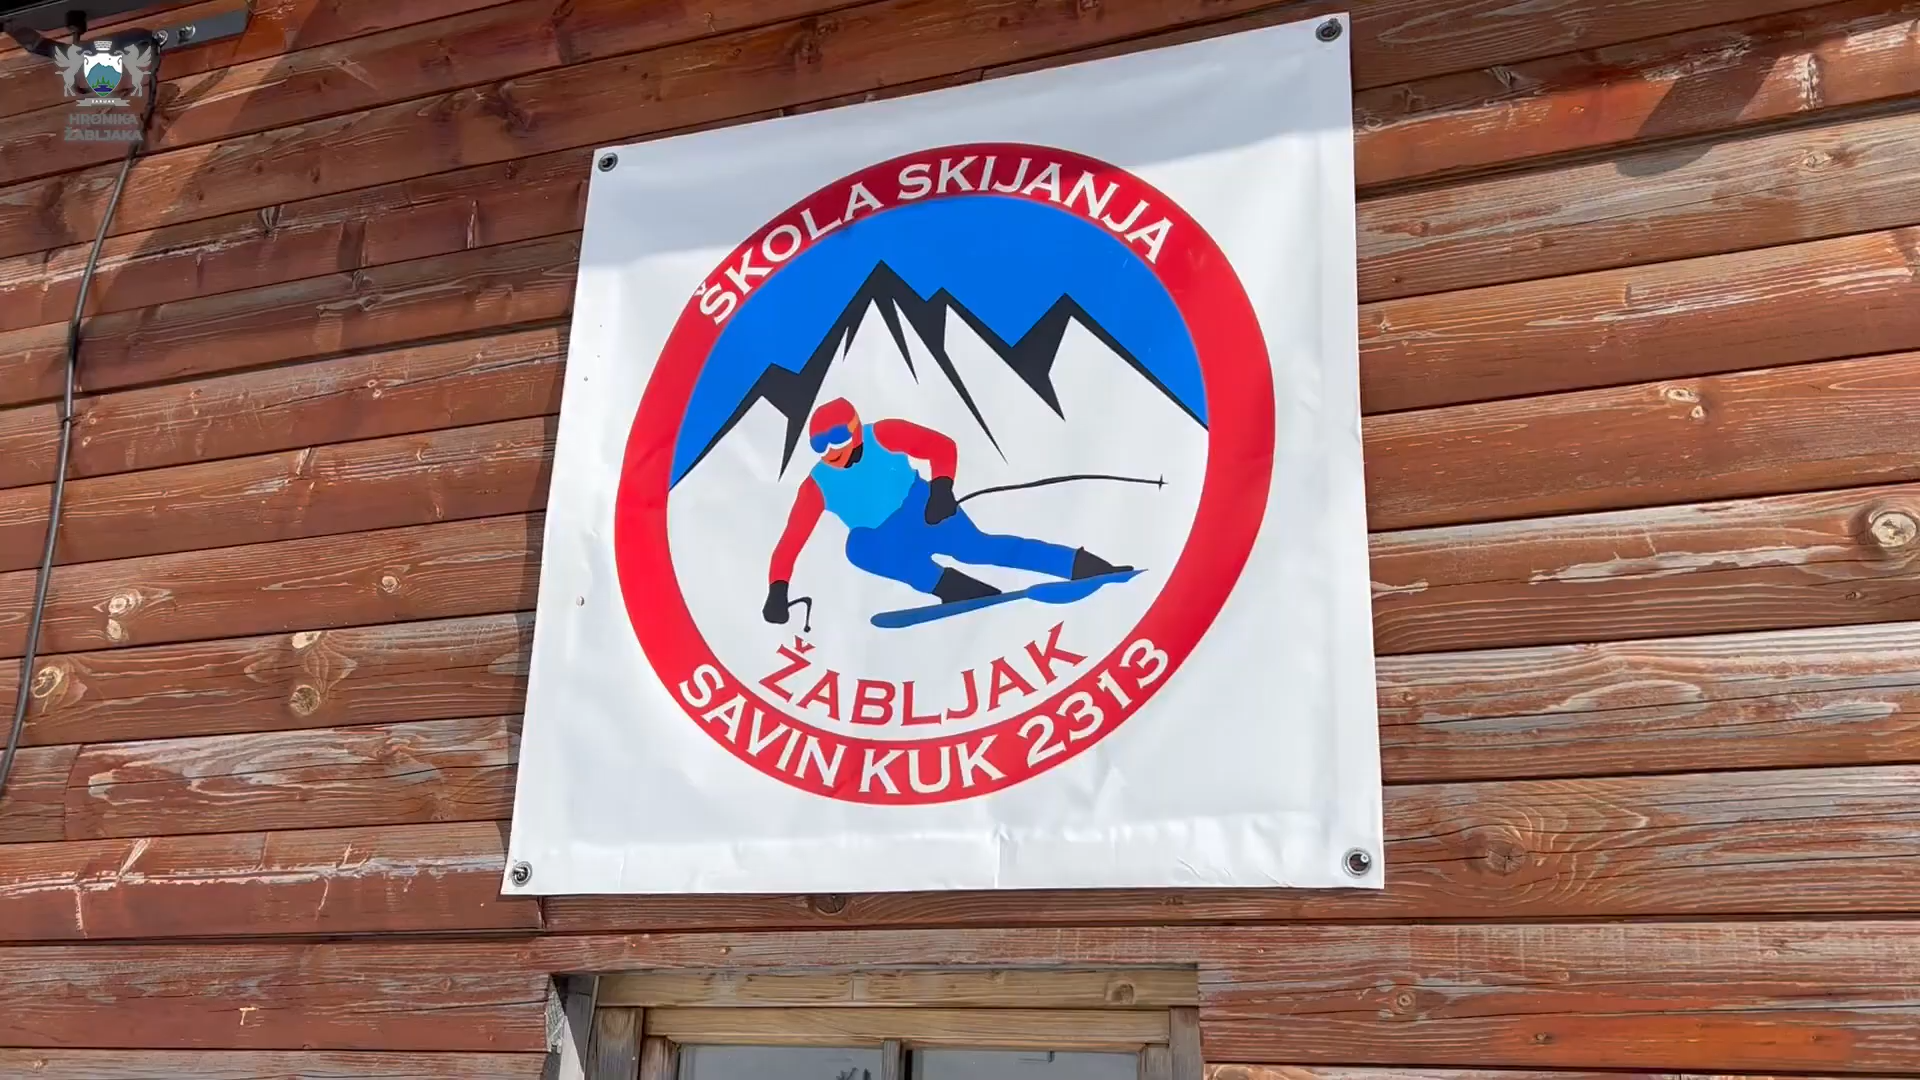 HRONIKA
ŽABLJAKA
ŠKOLA SKIJANJA
ŽABLJAK
SAVIN KUK 2313